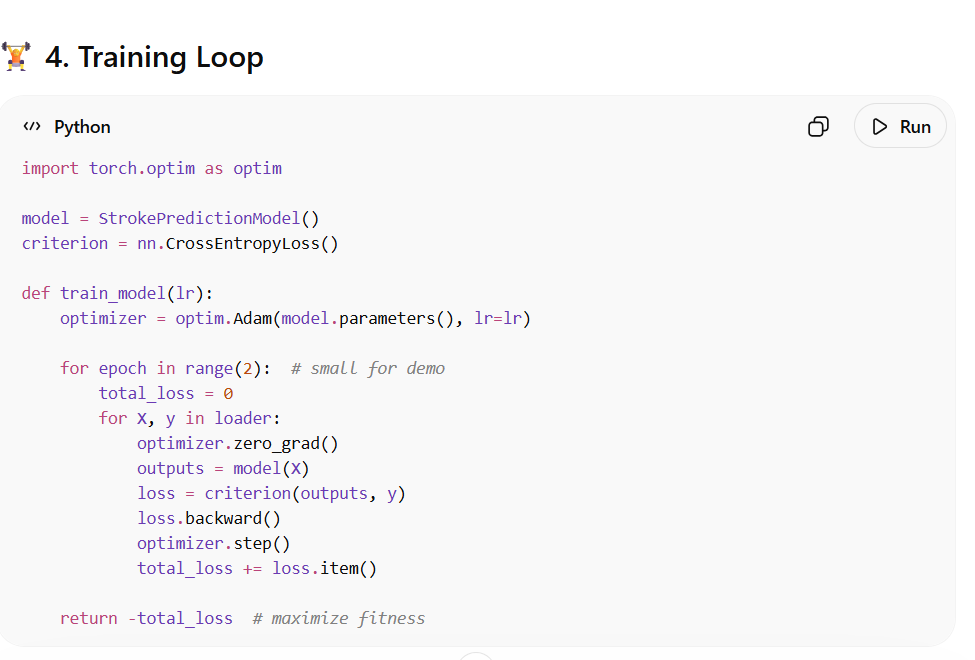 🏋️ 4. Training Loop
</> Python Run
import torch.optim as optim
model = StrokePredictionModel()
criterion = nn.CrossEntropyLoss()
def train_model(lr):
    optimizer = optim.Adam(model.parameters(), lr=lr)
    for epoch in range(2):  # small for demo
        total_loss = 0
        for X, y in loader:
            optimizer.zero_grad()
            outputs = model(X)
            loss = criterion(outputs, y)
            loss.backward()
            optimizer.step()
            total_loss += loss.item()
    return -total_loss  # maximize fitness